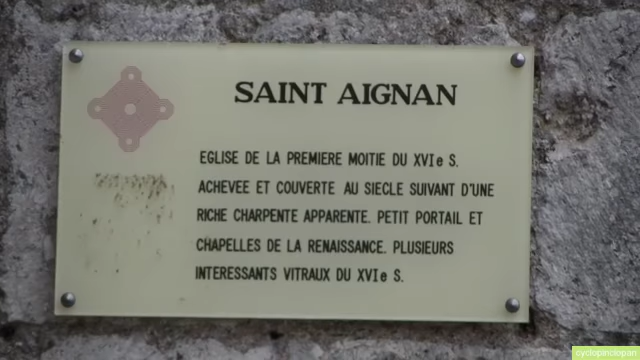 SAINT AIGNAN
EGLISE DE LA PREMIERE MOITIE DU XVIe S.
ACHEVEE ET COUVERTE AU SIECLE SUIVANT D'UNE
RICHE CHARPENTE APPARENTE. PETIT PORTAIL ET
CHAPELLES DE LA RENAISSANCE. PLUSIEURS
INTERESSANTS VITRAUX DU XVIe S.
cyclopinclopan